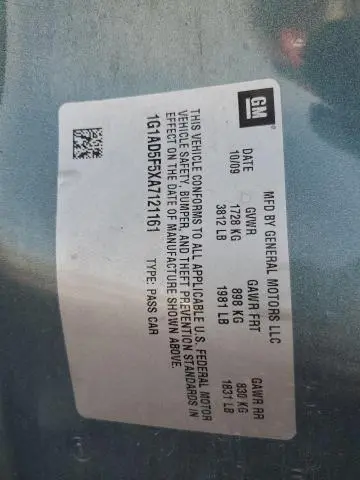 GM
MFD BY GENERAL MOTORS LLC
DATE GVWR GAWR FRT GAWR RR
10/09 1728 KG 898 KG 830 KG
3812 LB 1981 LB 1831 LB
THIS VEHICLE CONFORMS TO ALL APPLICABLE U.S. FEDERAL MOTOR
VEHICLE SAFETY, BUMPER, AND THEFT PREVENTION STANDARDS IN
EFFECT ON THE DATE OF MANUFACTURE SHOWN ABOVE.
1G1AD5F5XA7121161 TYPE: PASS CAR